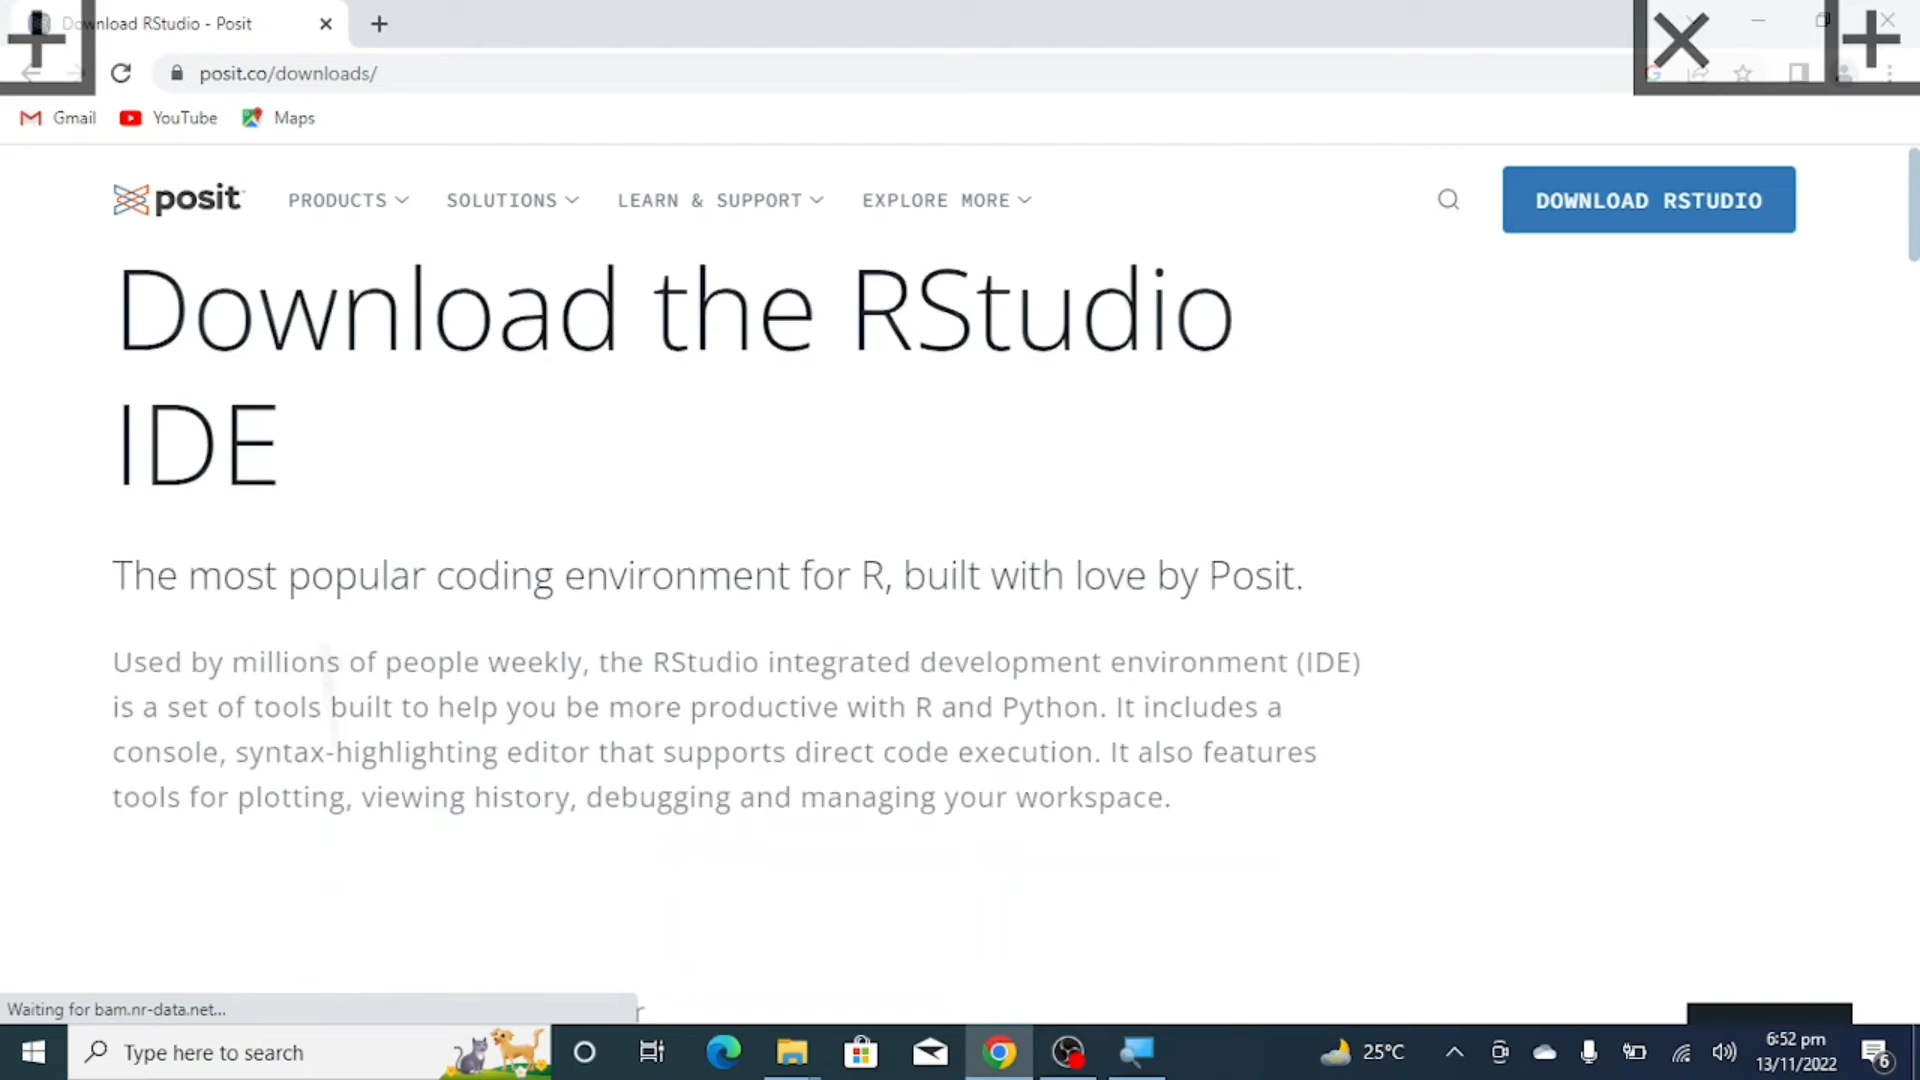 Download RStudio - Posit
posit.co/downloads/
Gmail
YouTube
Maps
posit
PRODUCTS
SOLUTIONS
LEARN & SUPPORT
EXPLORE MORE
DOWNLOAD RSTUDIO
Download the RStudio
IDE
The most popular coding environment for R, built with love by Posit.
Used by millions of people weekly, the RStudio integrated development environment (IDE)
is a set of tools built to help you be more productive with R and Python. It includes a
console, syntax-highlighting editor that supports direct code execution. It also features
tools for plotting, viewing history, debugging and managing your workspace.
Waiting for bam.nr-data.net...
Type here to search
25°C
6:52 pm
13/11/2022
6